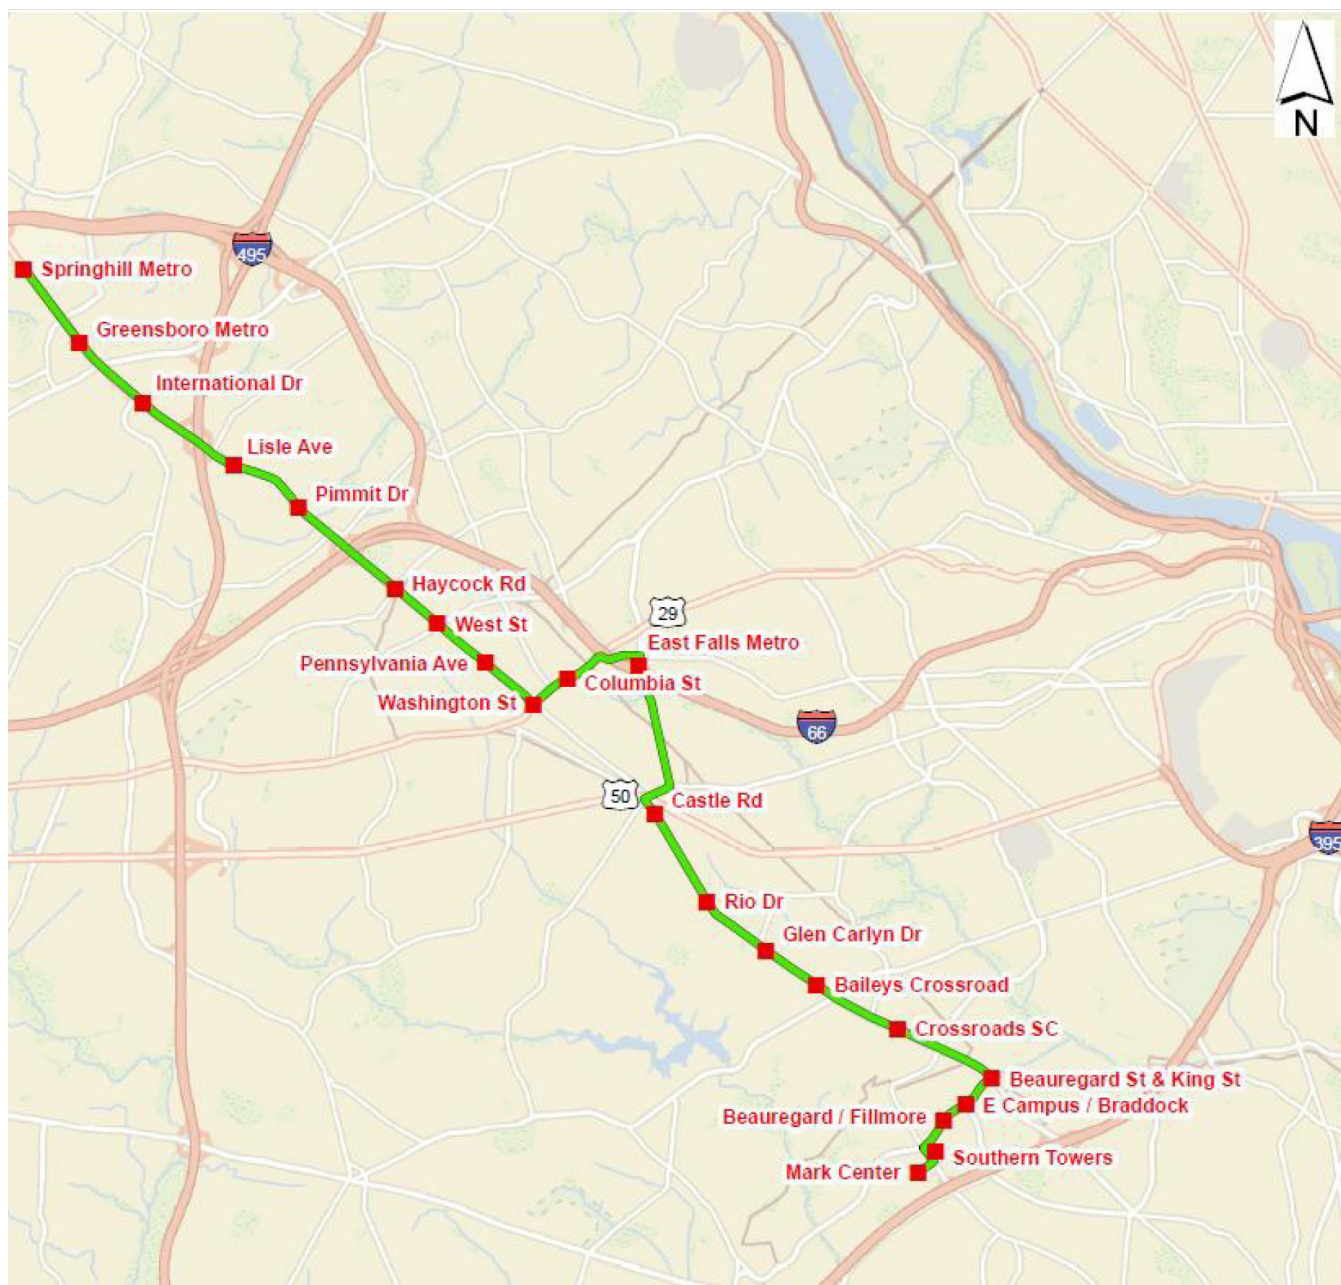 N
495
Springhill Metro
Greensboro Metro
International Dr
Lisle Ave
Pimmit Dr
Haycock Rd
29
West St
East Falls Metro
Pennsylvania Ave
Columbia St
Washington St
66
50
Castle Rd
395
Rio Dr
Glen Carlyn Dr
Baileys Crossroad
Crossroads SC
Beauregard St & King St
E Campus / Braddock
Beauregard / Fillmore
Southern Towers
Mark Center